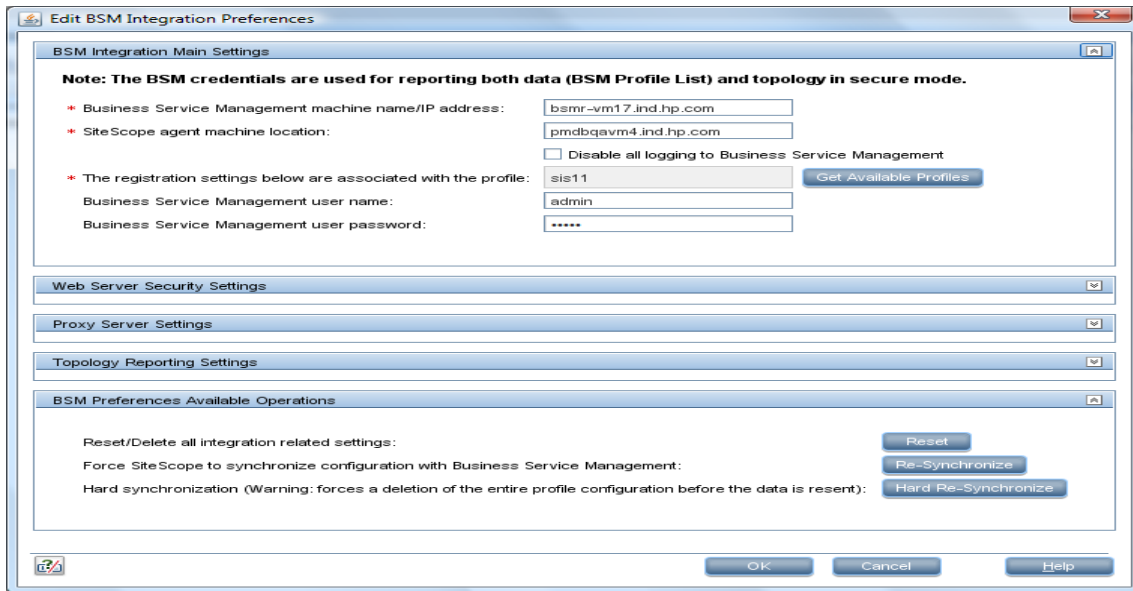 Edit BSM Integration Preferences
BSM Integration Main Settings
Note: The BSM credentials are used for reporting both data (BSM Profile List) and topology in secure mode.
* Business Service Management machine name/IP address: bsmr-vm17.ind.hp.com
* SiteScope agent machine location: pmdbqavm4.ind.hp.com
Disable all logging to Business Service Management
* The registration settings below are associated with the profile: sis11 Get Available Profiles
Business Service Management user name: admin
Business Service Management user password: •••••
Web Server Security Settings
Proxy Server Settings
Topology Reporting Settings
BSM Preferences Available Operations
Reset/Delete all integration related settings: Reset
Force SiteScope to synchronize configuration with Business Service Management: Re-Synchronize
Hard synchronization (Warning: forces a deletion of the entire profile configuration before the data is resent): Hard Re-Synchronize
OK Cancel Help